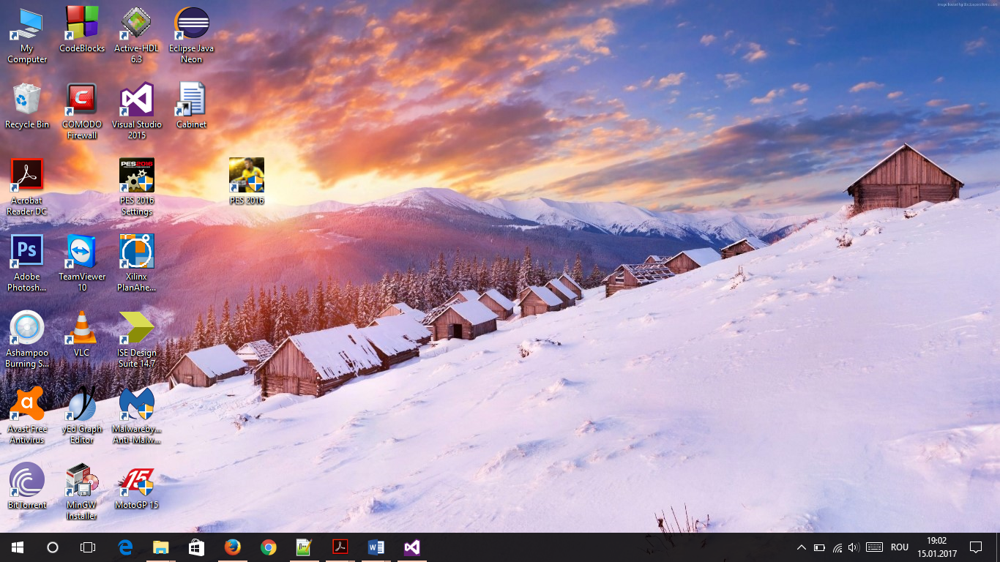 My
Computer
CodeBlocks
Active-HDL
6.3
Eclipse Java
Neon
Recycle Bin
COMODO
Firewall
Visual Studio
2015
Cabinet
Acrobat
Reader DC
PES2016
PES 2016
Settings
PES 2016
Ps
Adobe
Photosh...
TeamViewer
10
Xilinx
PlanAhe...
Ashampoo
Burning S...
VLC
ISE Design
Suite 14.7
a
Avast Free
Antivirus
yEd Graph
Editor
Malwareby...
Anti-Malw...
BitTorrent
MinGW
Installer
15
MotoGP 15
ROU
19:02
15.01.2017